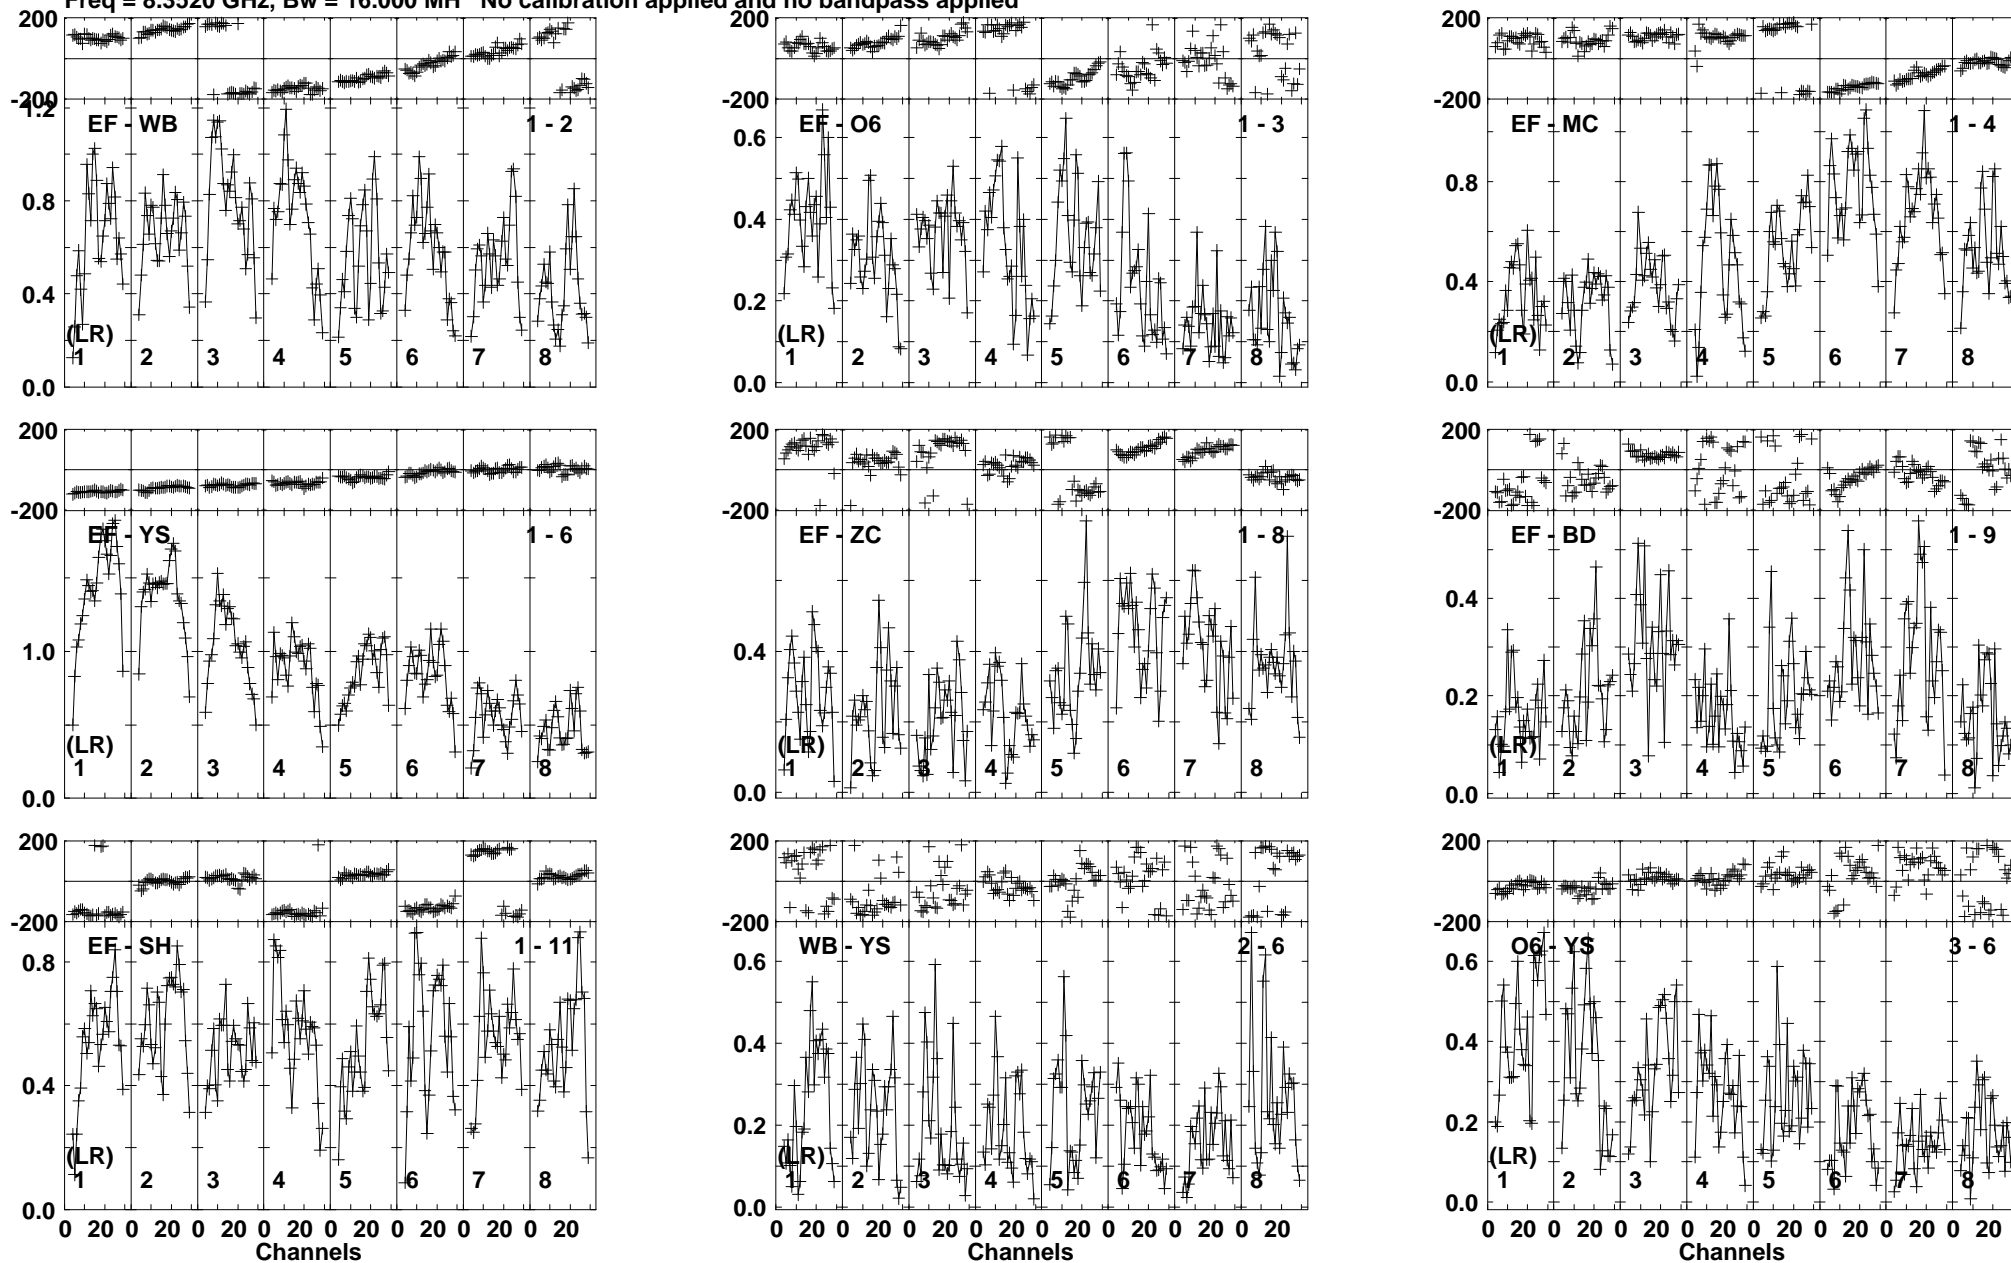 Freq = 8.3520 GHz, Bw = 16.000 MH No calibration applied and no bandpass applied
200 200 200
-200 -200 -200
1.2
EF - WB 1 - 2 EF - O6 1 - 3 EF - MC 1 - 4
0.6
0.8 0.8
0.4
0.4 0.4
0.2
(LR) (LR) (LR)
1 2 3 4 5 6 7 8 1 2 3 4 5 6 7 8 1 2 3 4 5 6 7 8
0.0 0.0 0.0
200 200 200
-200 -200 -200
EF - YS 1 - 6 EF - ZC 1 - 8 EF - BD 1 - 9
0.4
1.0 0.4
0.2
(LR) (LR) (LR)
1 2 3 4 5 6 7 8 1 2 3 4 5 6 7 8 1 2 3 4 5 6 7 8
0.0 0.0 0.0
200 200 200
-200 -200 -200
EF - SH 1 - 11 WB - YS 2 - 6 O6 - YS 3 - 6
0.8 0.6 0.6
0.4 0.4
0.4
0.2 0.2
(LR) (LR) (LR)
1 2 3 4 5 6 7 8 1 2 3 4 5 6 7 8 1 2 3 4 5 6 7 8
0.0 0.0 0.0
0 20 0 20 0 20 0 20 0 20 0 20 0 20 0 20 0 20 0 20 0 20 0 20 0 20 0 20 0 20 0 20 0 20 0 20 0 20 0 20 0 20 0 20 0 20 0 20
Channels Channels Channels